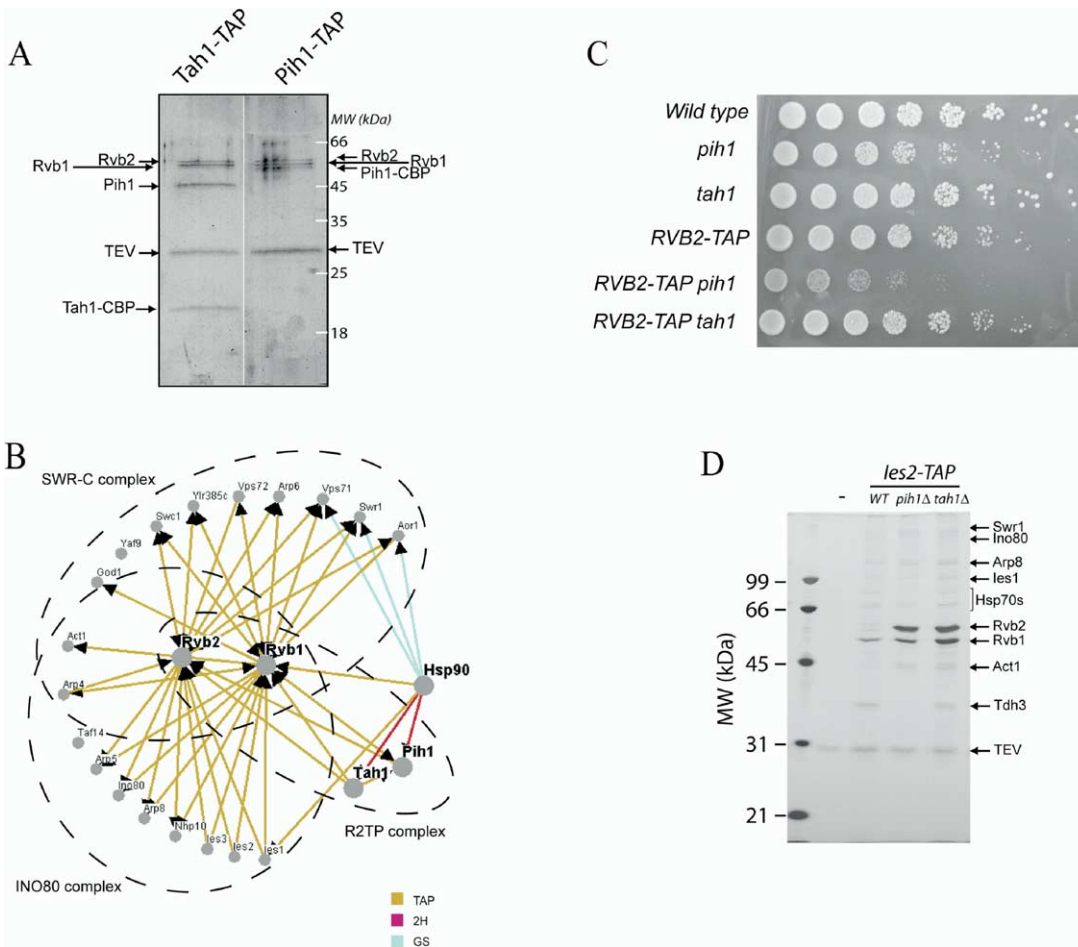 A
Tah1-TAP
Pih1-TAP
MW (kDa)
66
45
35
25
18
Rvb2
Rvb1
Pih1
TEV
Tah1-CBP
Rvb2
Rvb1
Pih1-CBP
TEV
C
Wild type
pih1
tah1
RVB2-TAP
RVB2-TAP pih1
RVB2-TAP tah1
B
SWR-C complex
Ylr385c
Vps72
Arp6
Vps71
Swc1
Swr1
Aor1
Yaf9
God1
Act1
Rvb2
Rvb1
Hsp90
Arp4
Taf14
Arp5
Ino80
Arp8
Nhp10
Ies3
Ies2
Ies1
Pih1
Tah1
R2TP complex
INO80 complex
TAP
2H
GS
D
Ies2-TAP
- WT pih1Δ tah1Δ
MW (kDa)
99
66
45
31
21
Swr1
Ino80
Arp8
Ies1
Hsp70s
Rvb2
Rvb1
Act1
Tdh3
TEV